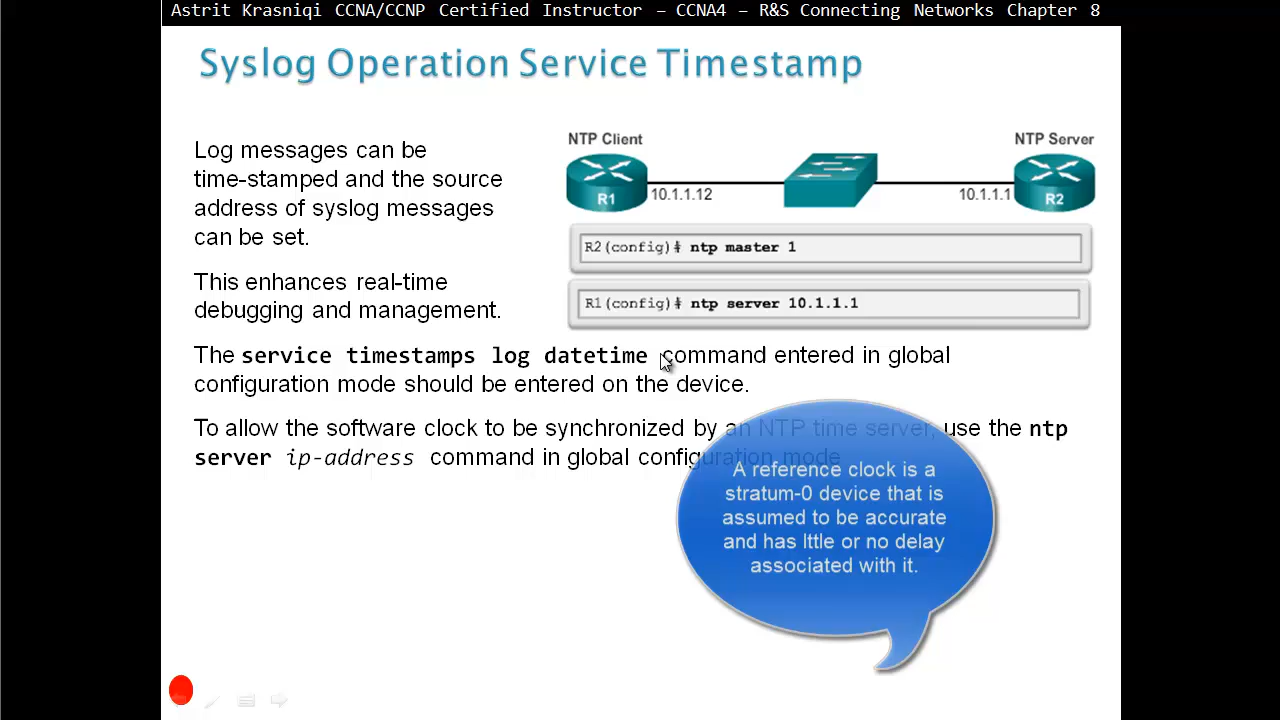 Astrit Krasniqi CCNA/CCNP Certified Instructor – CCNA4 – R&S Connecting Networks Chapter 8
Syslog Operation Service Timestamp
Log messages can be
time-stamped and the source
address of syslog messages
can be set.
This enhances real-time
debugging and management.
NTP Client
NTP Server
R1
10.1.1.12
10.1.1.1
R2
R2(config)# ntp master 1
R1(config)# ntp server 10.1.1.1
The service timestamps log datetime command entered in global
configuration mode should be entered on the device.
To allow the software clock to be synchronized by an NTP time server, use the ntp
server ip-address command in global configuration mode
A reference clock is a
stratum-0 device that is
assumed to be accurate
and has lttle or no delay
associated with it.